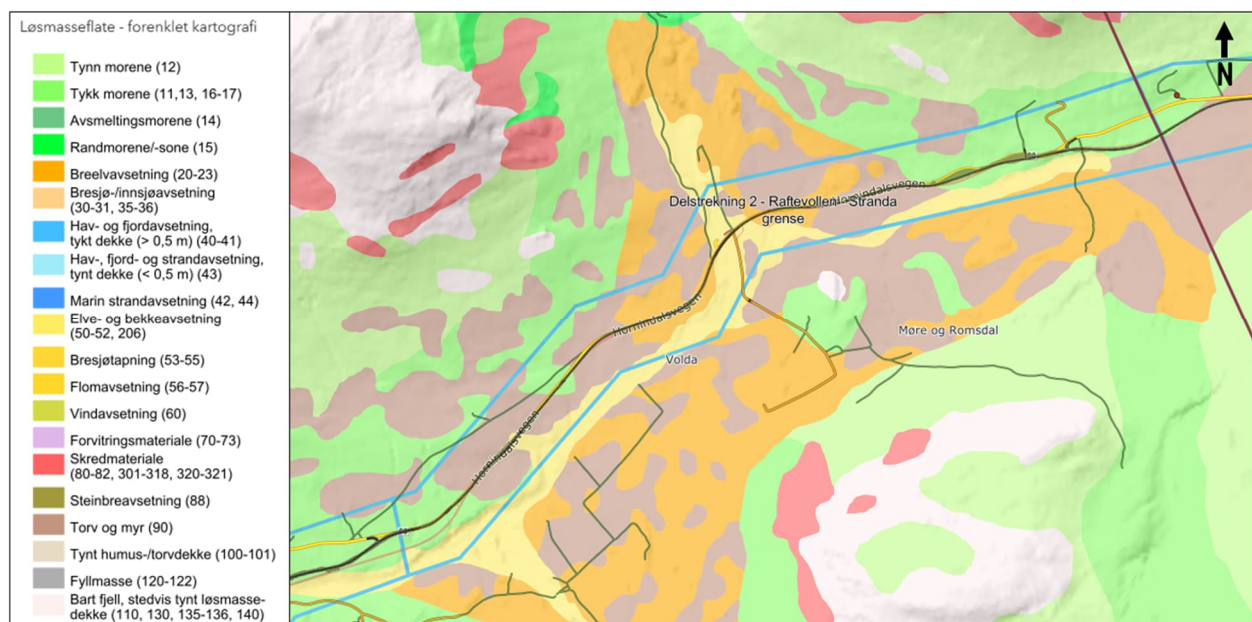 Løsmasseflate - forenklet kartografi
Tynn morene (12)
Tykk morene (11,13, 16-17)
Avsmeltingsmorene (14)
Randmorene/-sone (15)
Breelvavsetning (20-23)
Bresjø-/innsjøavsetning
(30-31, 35-36)
Hav- og fjordavsetning,
tykt dekke (> 0,5 m) (40-41)
Hav-, fjord- og strandavsetning,
tynt dekke (< 0,5 m) (43)
Marin strandavsetning (42, 44)
Elve- og bekkeavsetning
(50-52, 206)
Bresjøtapning (53-55)
Flomavsetning (56-57)
Vindavsetning (60)
Forvitringsmateriale (70-73)
Skredmateriale
(80-82, 301-318, 320-321)
Steinbreavsetning (88)
Torv og myr (90)
Tynt humus-/torvdekke (100-101)
Fyllmasse (120-122)
Bart fjell, stedvis tynt løsmasse-
dekke (110, 130, 135-136, 140)
N
Hornindalsvegen
Delstrekning 2 - Raftevollen - Stranda
grense
Hornindalsvegen
Møre og Romsdal
Volda
Hornindalsvegen